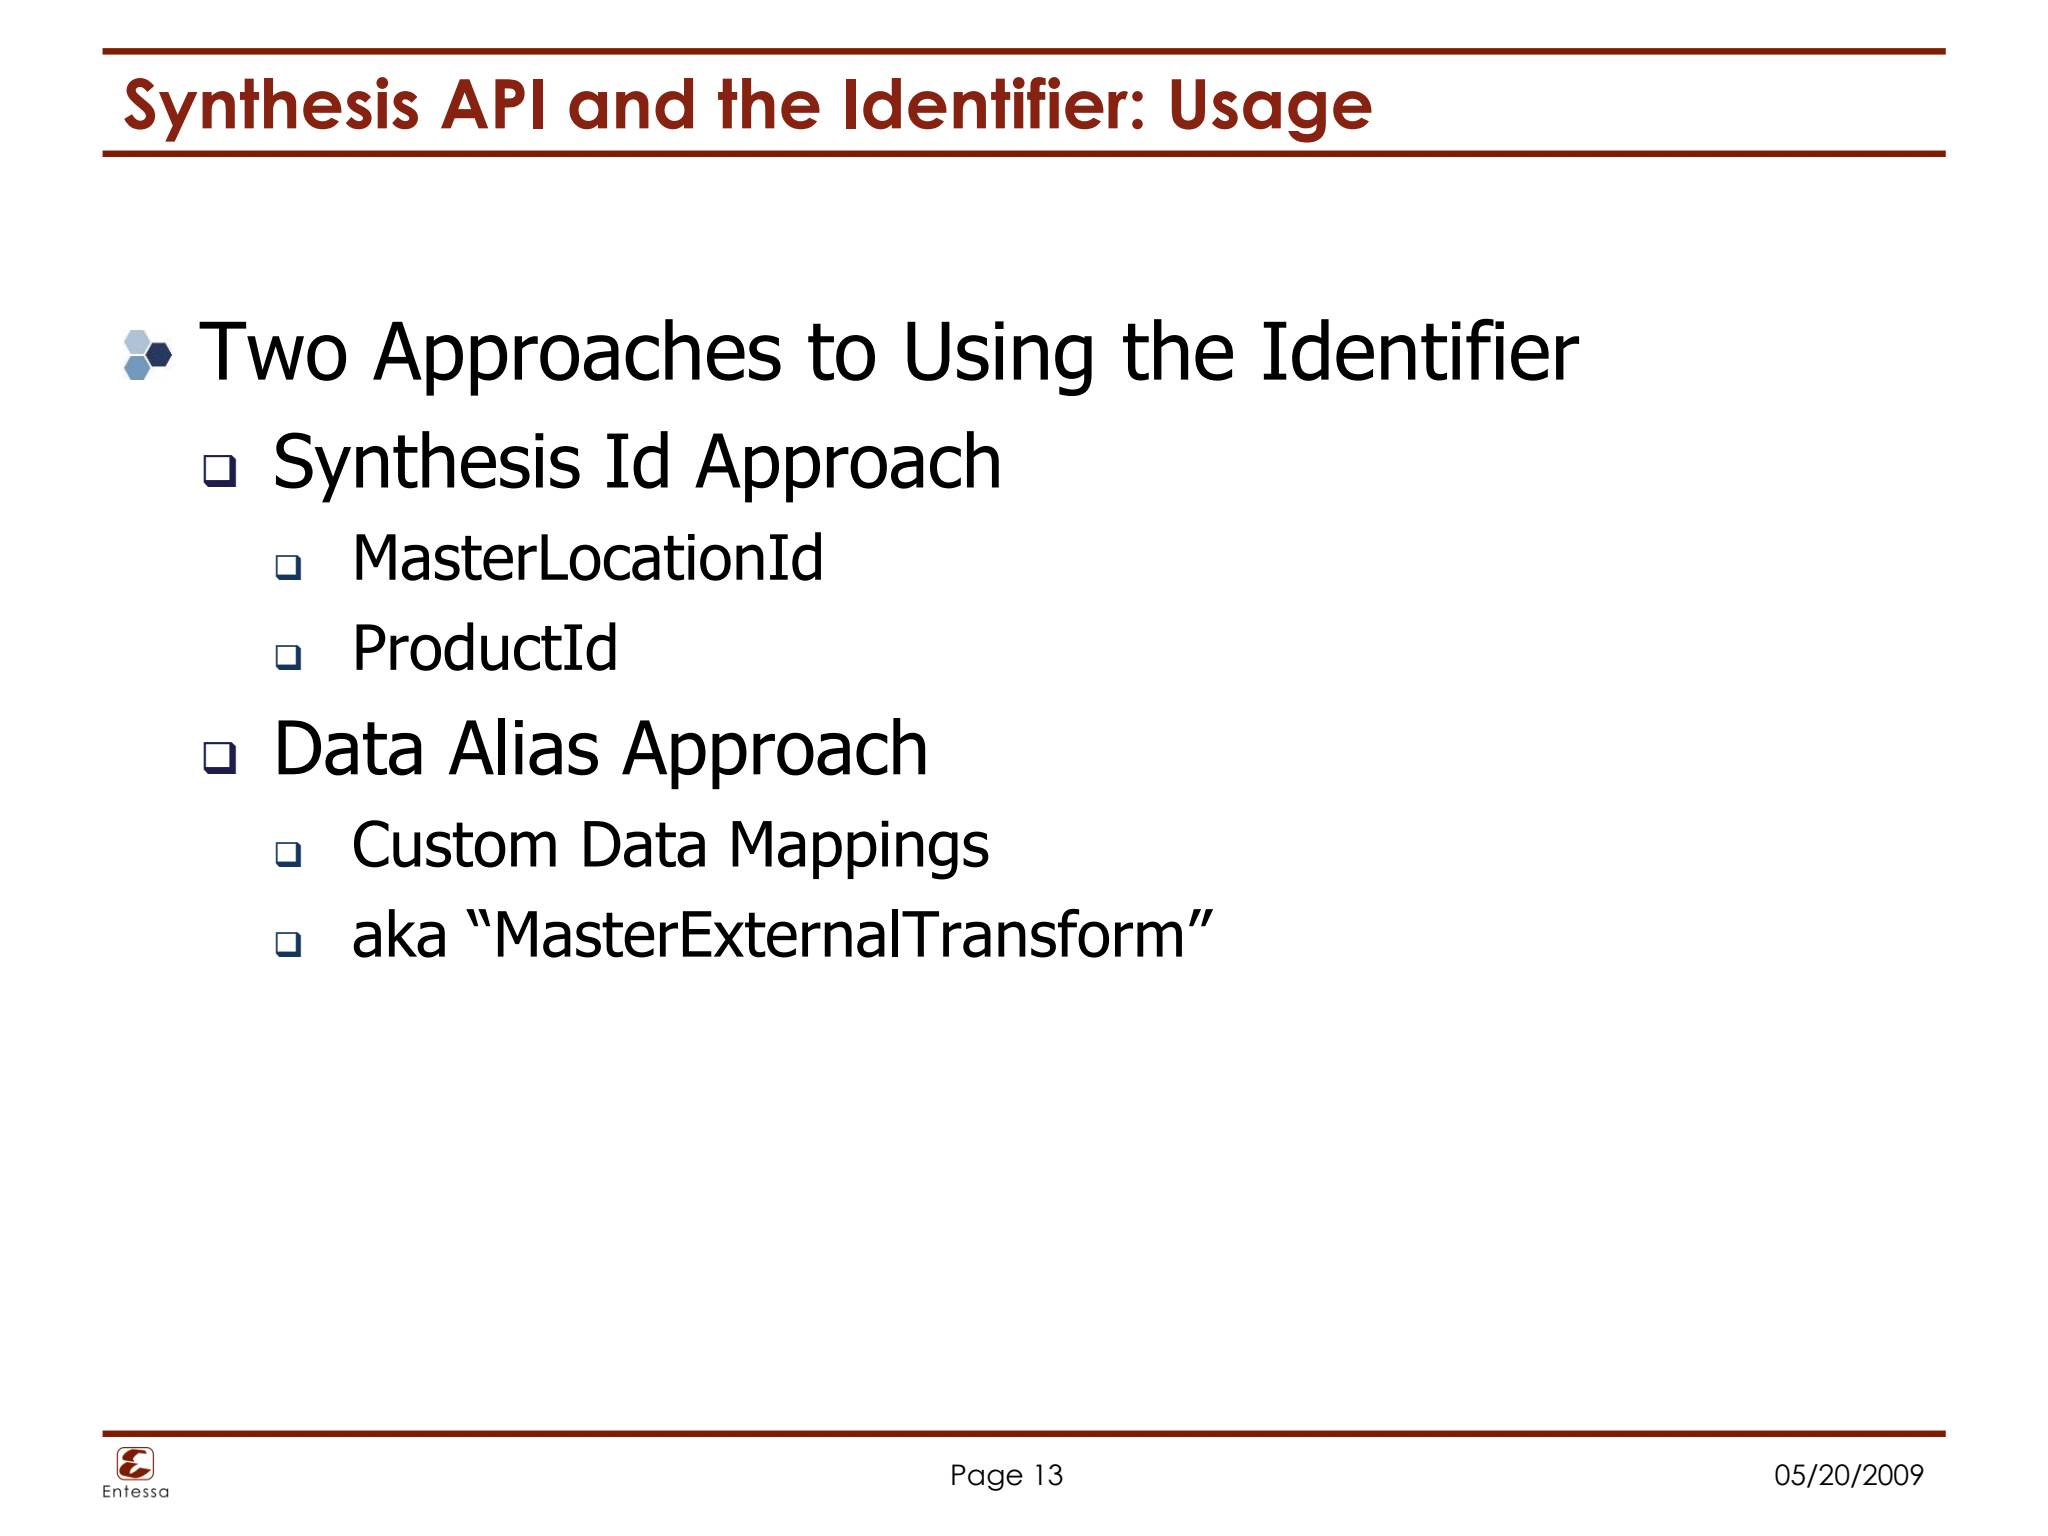 Synthesis API and the Identifier: Usage
Two Approaches to Using the Identifier
Synthesis Id Approach
MasterLocationId
ProductId
Data Alias Approach
Custom Data Mappings
aka “MasterExternalTransform”
Entessa
Page 13
05/20/2009